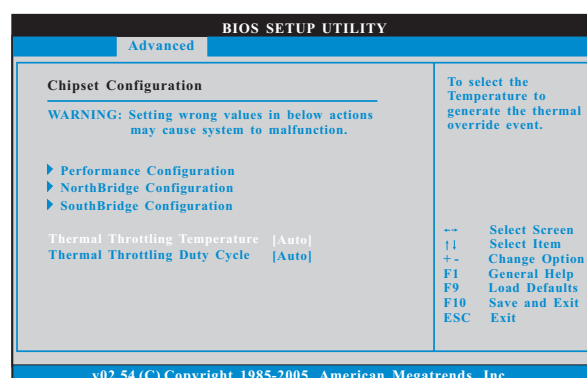 BIOS SETUP UTILITY
Advanced
Chipset Configuration
WARNING: Setting wrong values in below actions
may cause system to malfunction.
Performance Configuration
NorthBridge Configuration
SouthBridge Configuration
Thermal Throttling Temperature [Auto]
Thermal Throttling Duty Cycle [Auto]
To select the
Temperature to
generate the thermal
override event.
←→ Select Screen
↑↓ Select Item
+- Change Option
F1 General Help
F9 Load Defaults
F10 Save and Exit
ESC Exit
v02.54 (C) Copyright 1985-2005, American Megatrends, Inc.